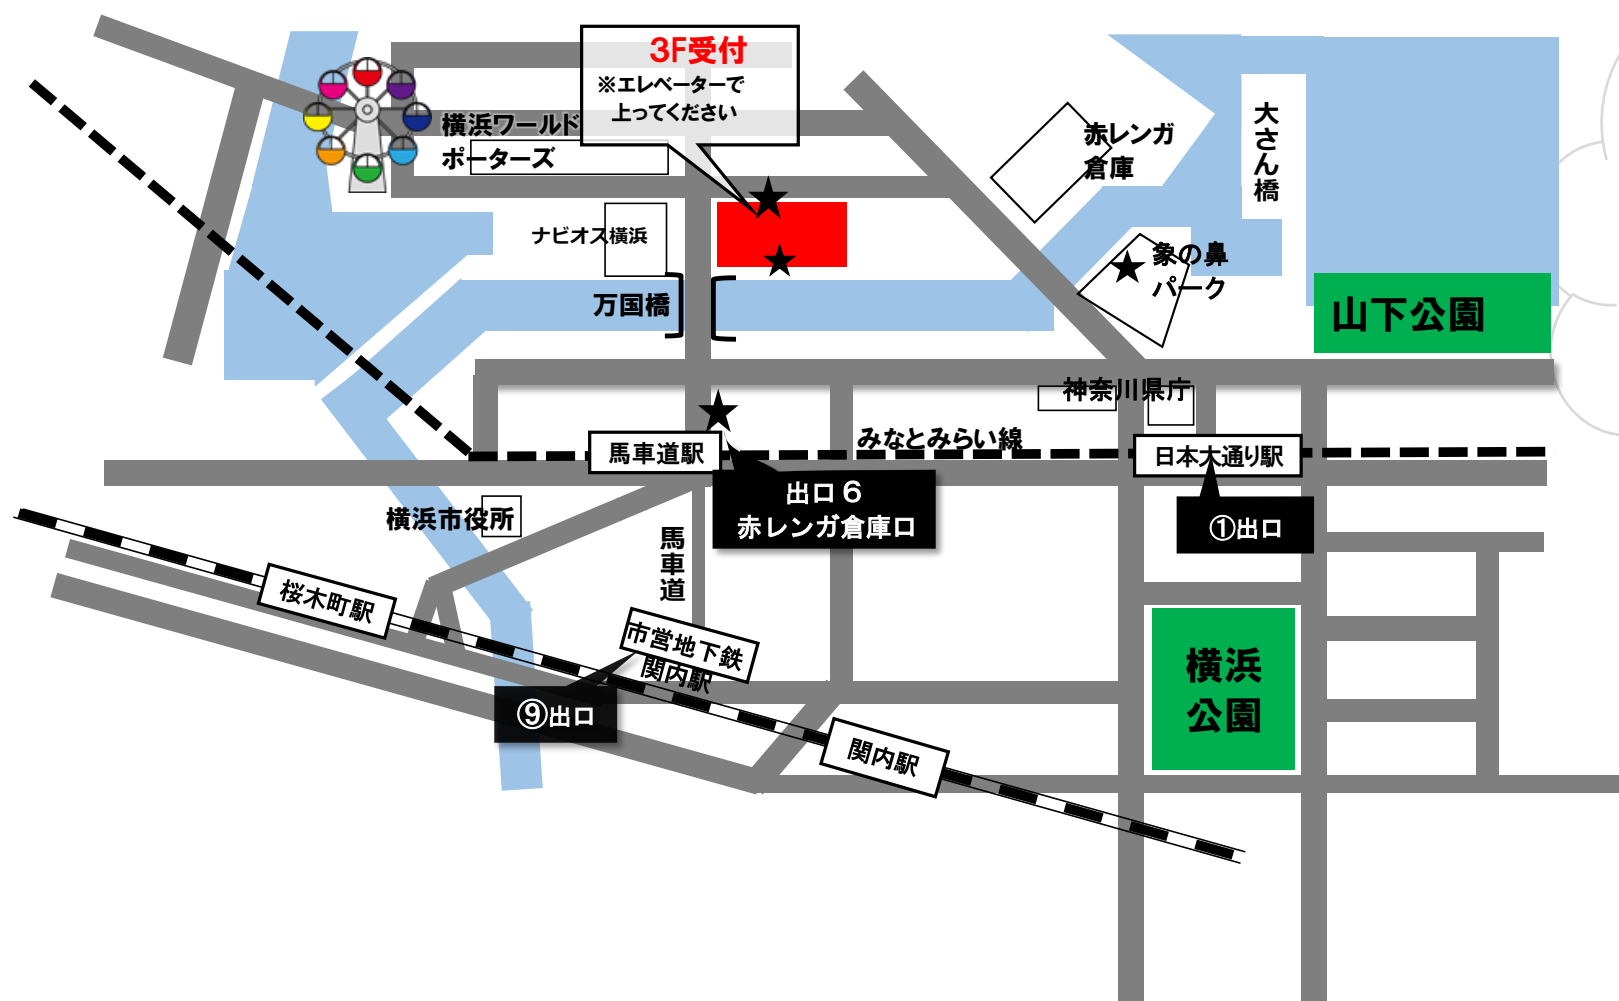 3F受付
※エレベーターで
上ってください
横浜ワールド
ポーターズ
赤レンガ
倉庫
大さん橋
ナビオス横浜
象の鼻
パーク
万国橋
山下公園
神奈川県庁
みなとみらい線
馬車道駅
日本大通り駅
出口6
赤レンガ倉庫口
①出口
横浜市役所
馬車道
桜木町駅
市営地下鉄
関内駅
⑨出口
関内駅
横浜
公園